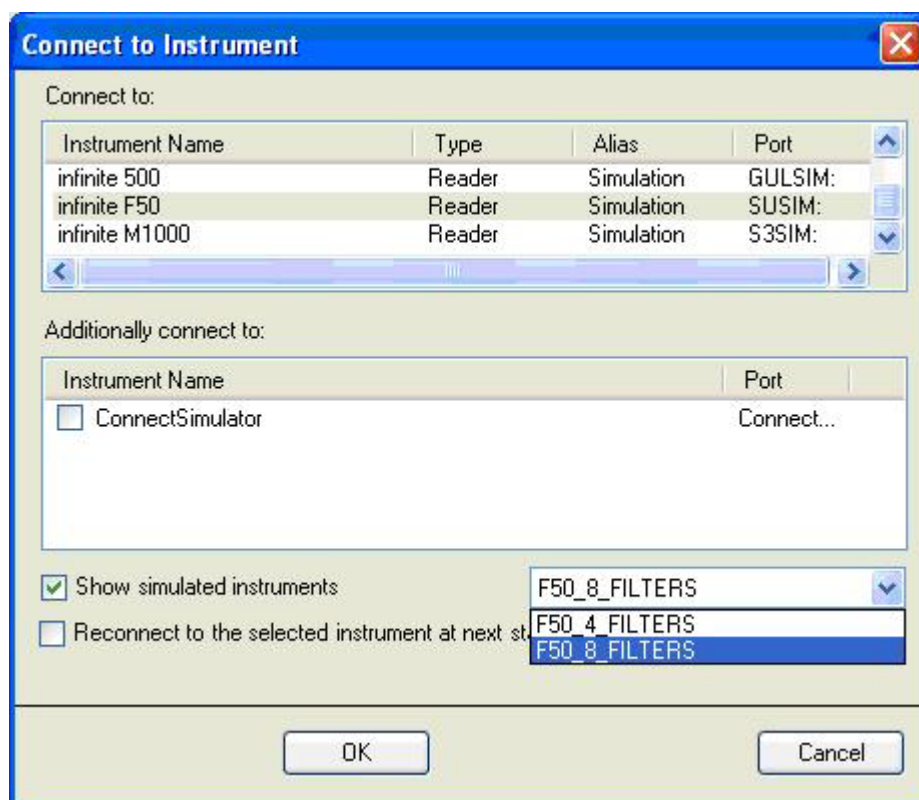 Connect to Instrument
Connect to:
Instrument Name Type Alias Port
infinite 500 Reader Simulation GULSIM:
infinite F50 Reader Simulation SUSIM:
infinite M1000 Reader Simulation S3SIM:
Additionally connect to:
Instrument Name Port
ConnectSimulator Connect...
Show simulated instruments F50_8_FILTERS
Reconnect to the selected instrument at next st F50_4_FILTERS
F50_8_FILTERS
OK Cancel